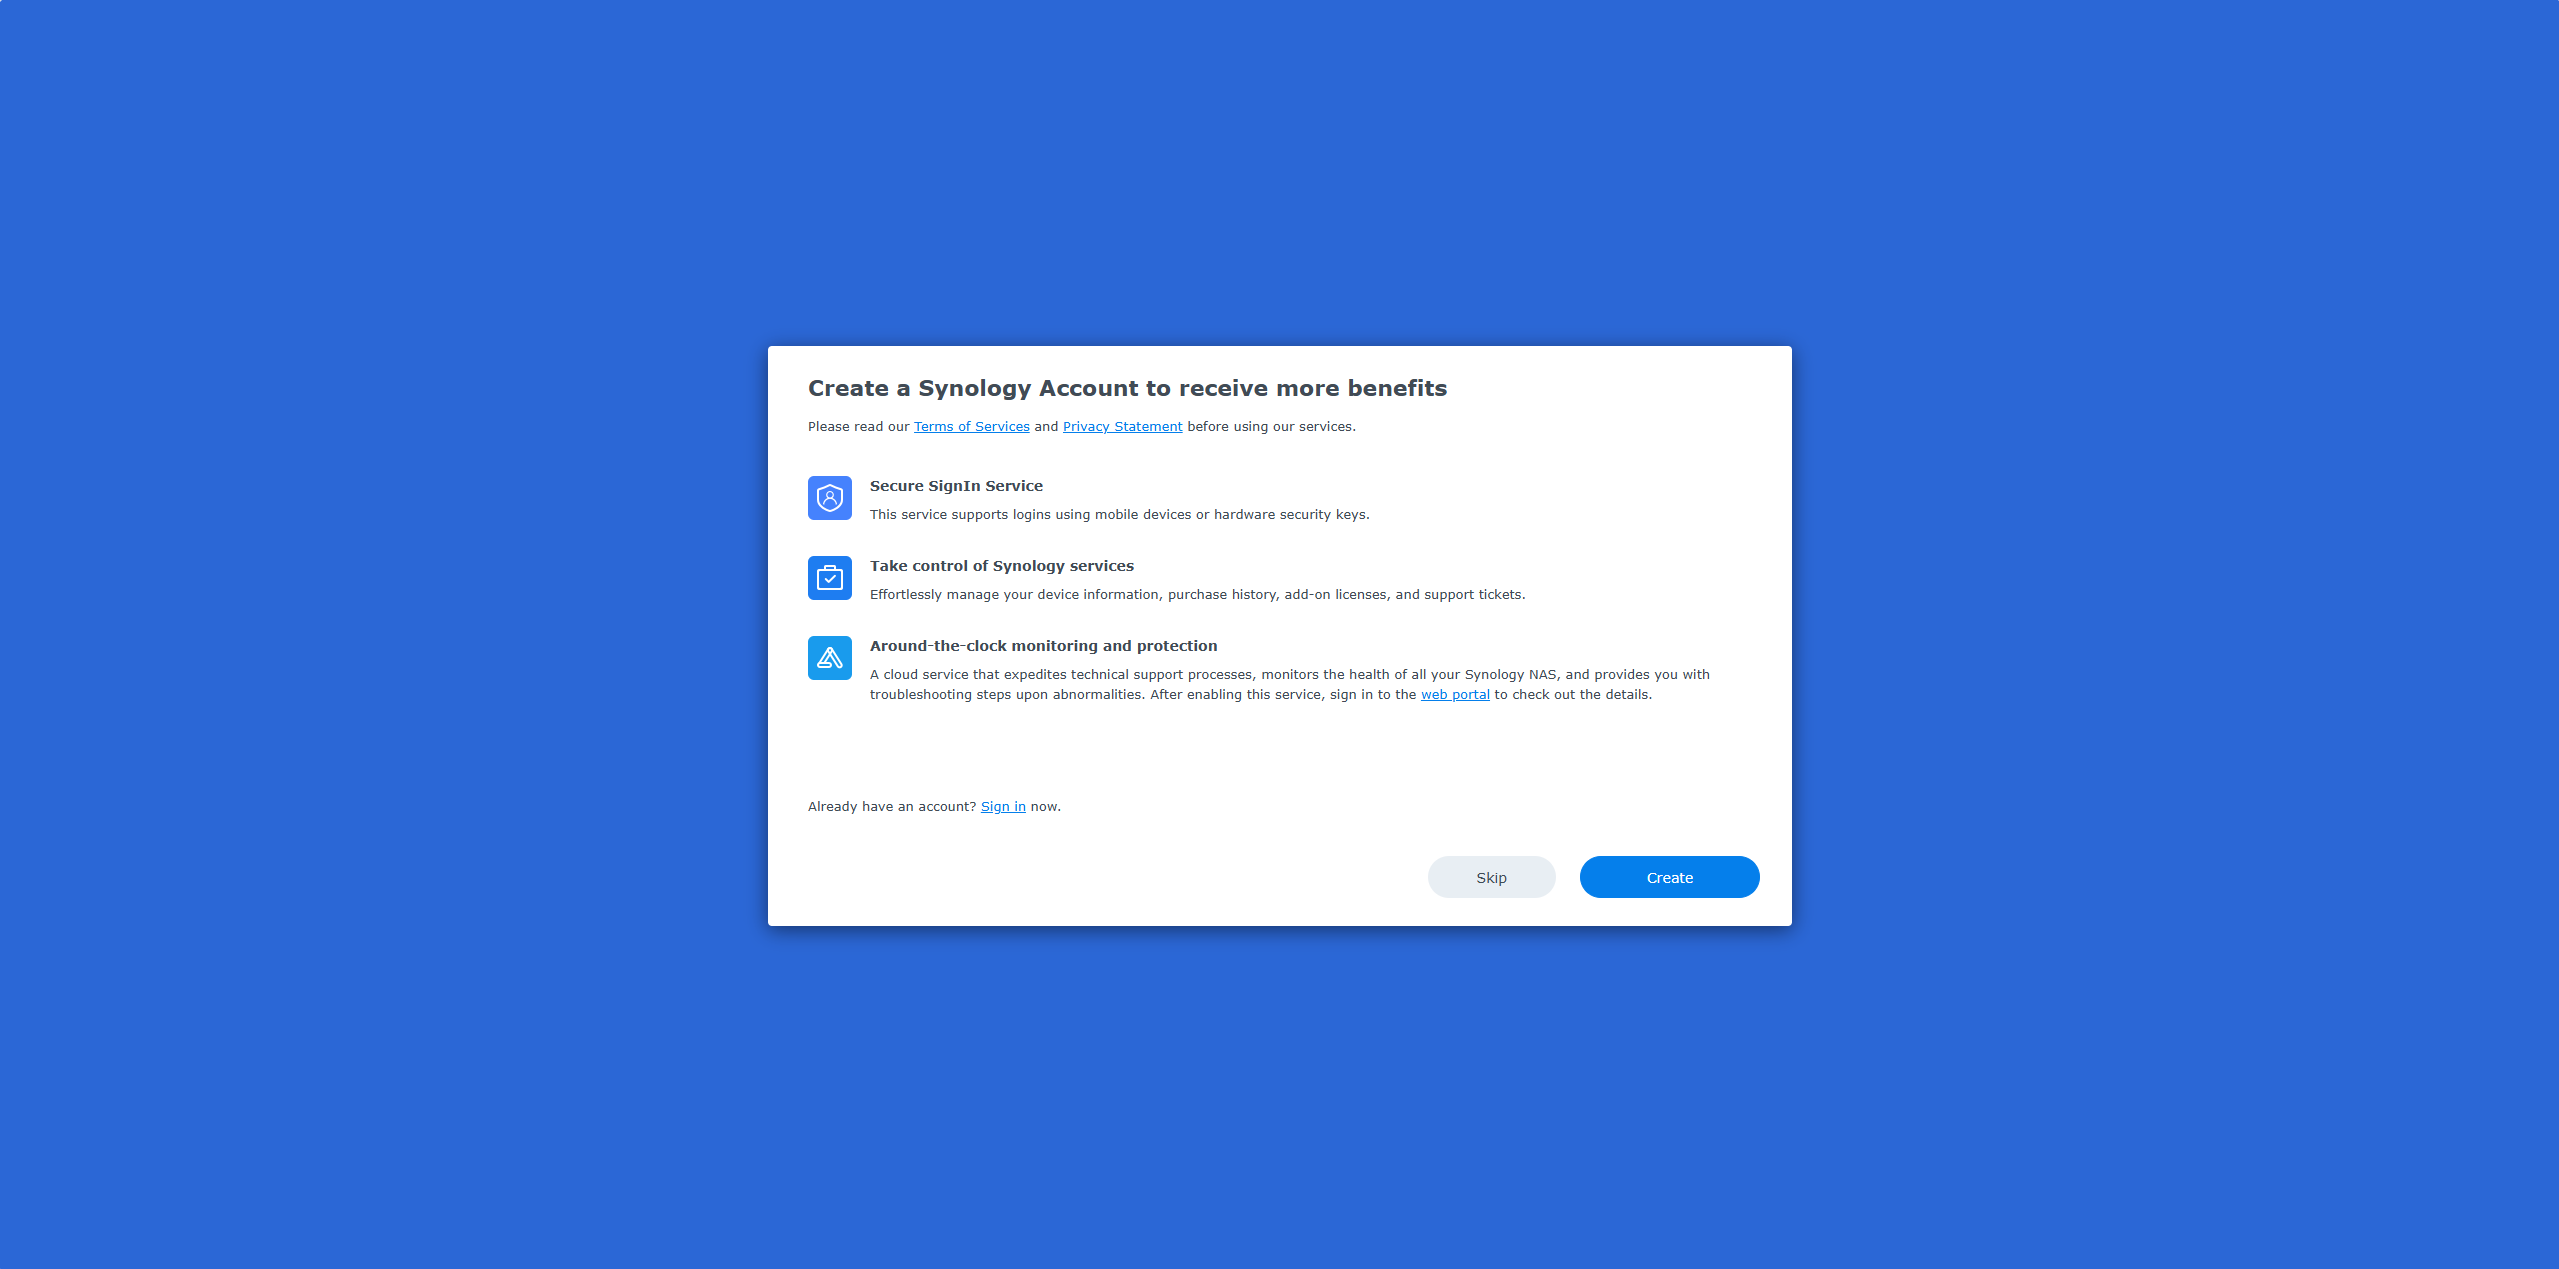 Create a Synology Account to receive more benefits
Please read our Terms of Services and Privacy Statement before using our services.
Secure SignIn Service
This service supports logins using mobile devices or hardware security keys.
Take control of Synology services
Effortlessly manage your device information, purchase history, add-on licenses, and support tickets.
Around-the-clock monitoring and protection
A cloud service that expedites technical support processes, monitors the health of all your Synology NAS, and provides you with
troubleshooting steps upon abnormalities. After enabling this service, sign in to the web portal to check out the details.
Already have an account? Sign in now.
Skip
Create